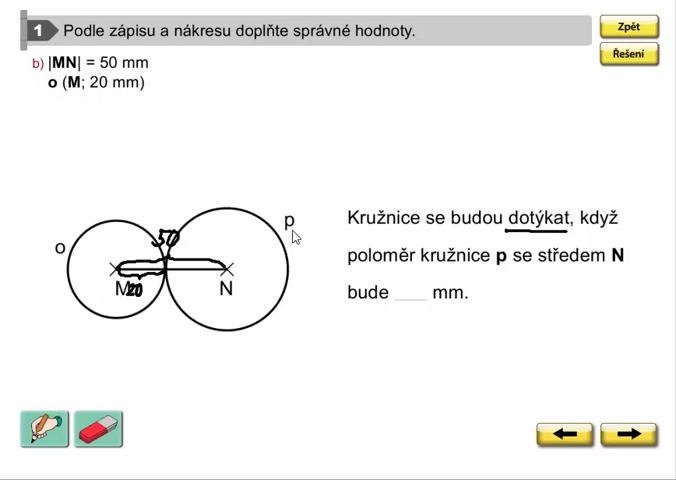 1 Podle zápisu a nákresu doplňte správné hodnoty.
Zpět
Řešení
b) |MN| = 50 mm
o (M; 20 mm)
o
50
p
M
20
N
Kružnice se budou dotýkat, když
poloměr kružnice p se středem N
bude ____ mm.